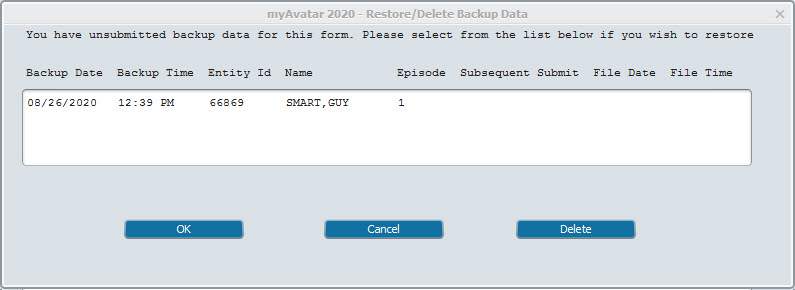 myAvatar 2020 - Restore/Delete Backup Data
You have unsubmitted backup data for this form. Please select from the list below if you wish to restore
Backup Date Backup Time Entity Id Name Episode Subsequent Submit File Date File Time
08/26/2020 12:39 PM 66869 SMART,GUY 1
OK Cancel Delete